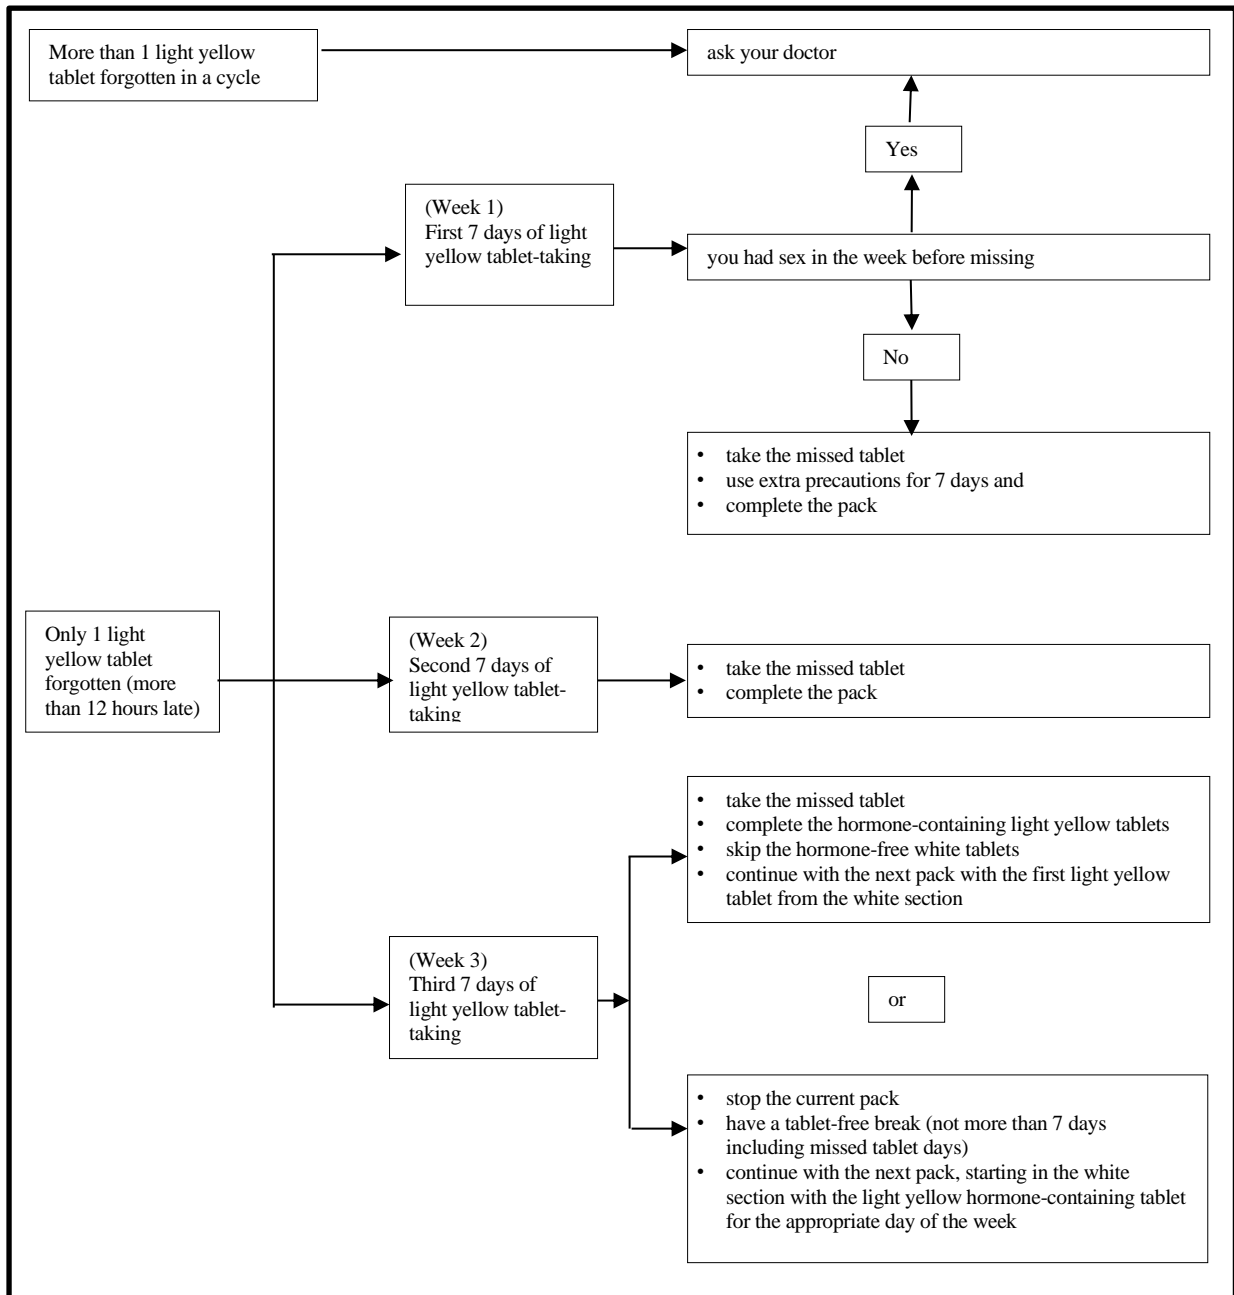 More than 1 light yellow
tablet forgotten in a cycle
ask your doctor
Yes
(Week 1)
First 7 days of light
yellow tablet-taking
you had sex in the week before missing
No
• take the missed tablet
• use extra precautions for 7 days and
• complete the pack
Only 1 light
yellow tablet
forgotten (more
than 12 hours late)
(Week 2)
Second 7 days of
light yellow tablet-
taking
• take the missed tablet
• complete the pack
• take the missed tablet
• complete the hormone-containing light yellow tablets
• skip the hormone-free white tablets
• continue with the next pack with the first light yellow
tablet from the white section
(Week 3)
Third 7 days of
light yellow tablet-
taking
or
• stop the current pack
• have a tablet-free break (not more than 7 days
including missed tablet days)
• continue with the next pack, starting in the white
section with the light yellow hormone-containing tablet
for the appropriate day of the week